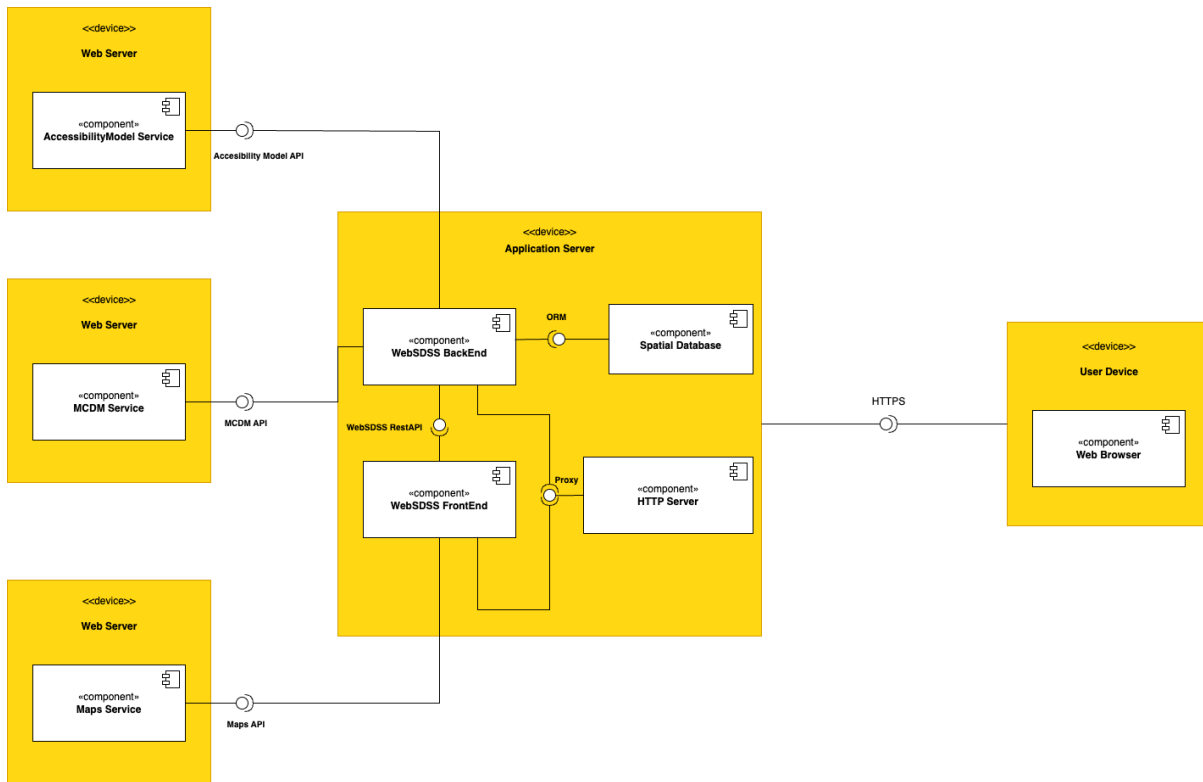 <<device>>
Web Server
«component»
AccessibilityModel Service
Accesibility Model API
<<device>>
Application Server
<<device>>
Web Server
«component»
MCDM Service
MCDM API
«component»
WebSDSS BackEnd
ORM
«component»
Spatial Database
WebSDSS RestAPI
«component»
WebSDSS FrontEnd
Proxy
«component»
HTTP Server
HTTPS
<<device>>
User Device
«component»
Web Browser
<<device>>
Web Server
«component»
Maps Service
Maps API